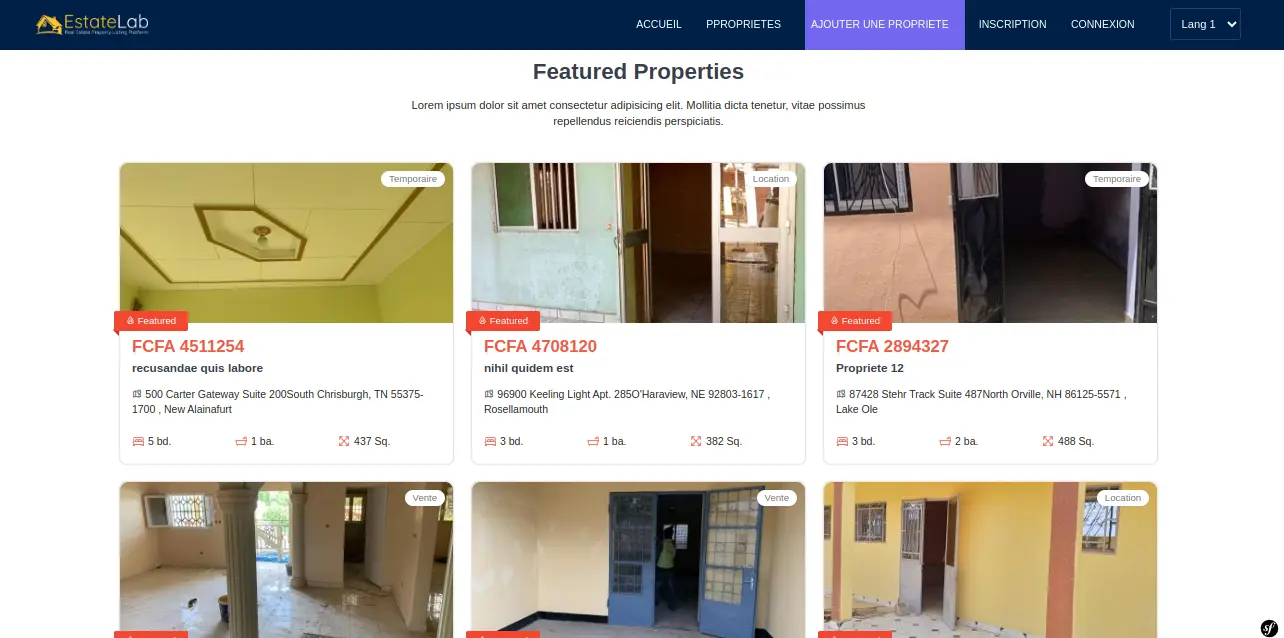 EstateLab
Real Estate Property Listing Platform
ACCUEIL
PPROPRIETES
AJOUTER UNE PROPRIETE
INSCRIPTION
CONNEXION
Lang 1
Featured Properties
Lorem ipsum dolor sit amet consectetur adipisicing elit. Mollitia dicta tenetur, vitae possimus
repellendus reiciendis perspiciatis.
Temporaire
Featured
FCFA 4511254
recusandae quis labore
500 Carter Gateway Suite 200South Chrisburgh, TN 55375-
1700 , New Alainafurt
5 bd.
1 ba.
437 Sq.
Location
Featured
FCFA 4708120
nihil quidem est
96900 Keeling Light Apt. 285O'Haraview, NE 92803-1617 ,
Rosellamouth
3 bd.
1 ba.
382 Sq.
Temporaire
Featured
FCFA 2894327
Propriete 12
87428 Stehr Track Suite 487North Orville, NH 86125-5571 ,
Lake Ole
3 bd.
2 ba.
488 Sq.
Vente
Vente
Location
sf